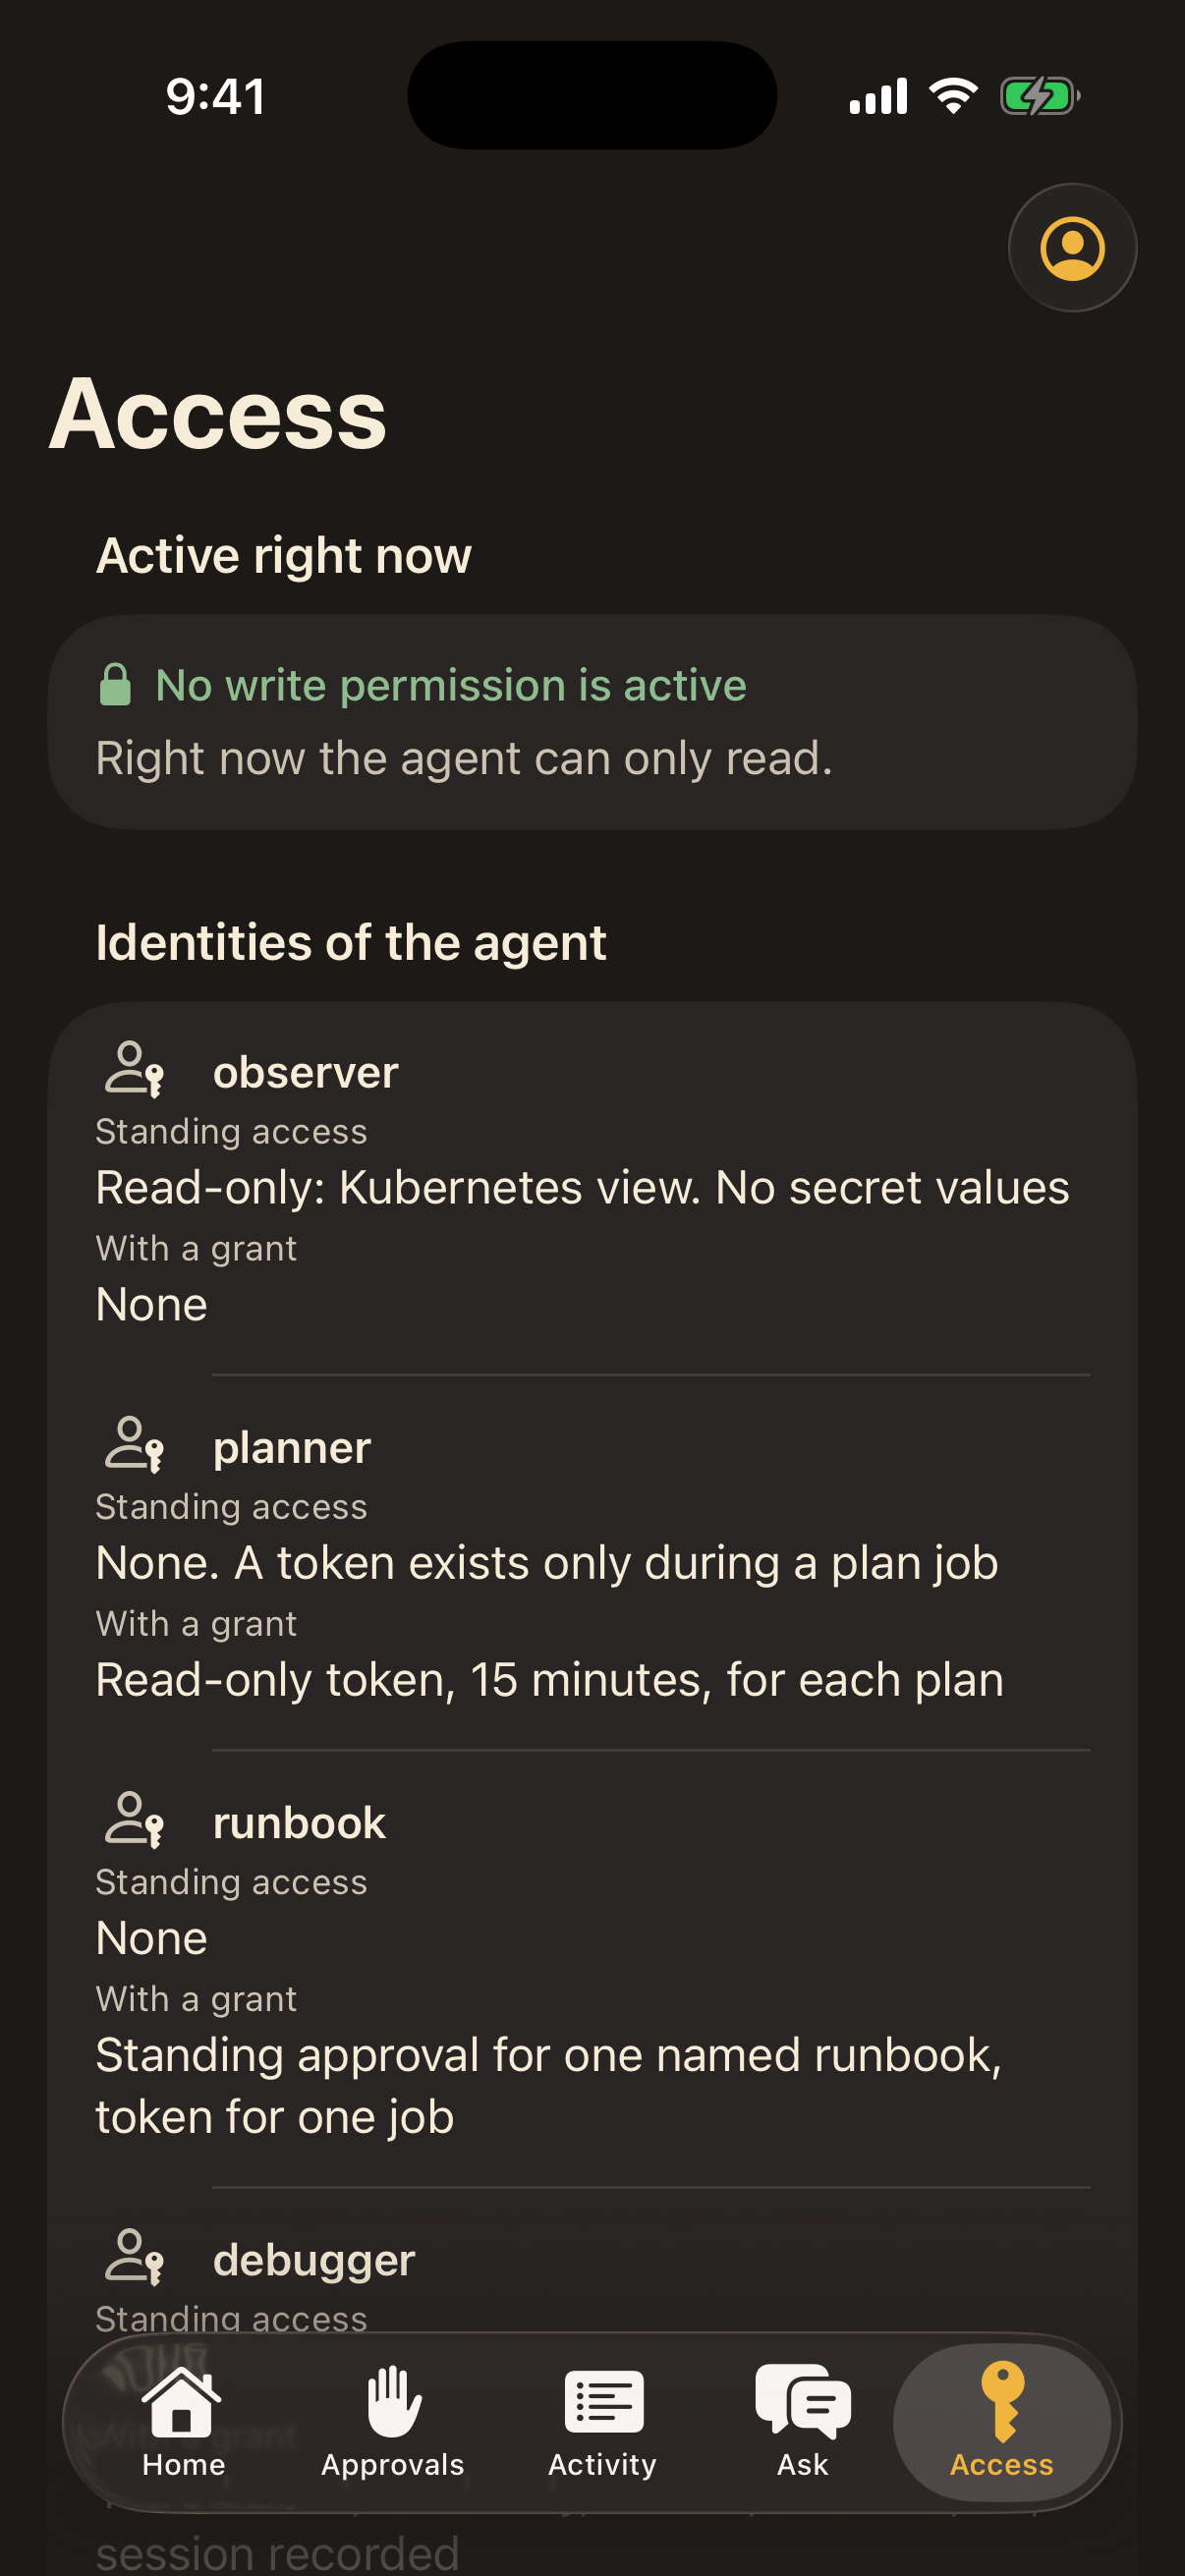 9:41
Access
Active right now
No write permission is active
Right now the agent can only read.
Identities of the agent
observer
Standing access
Read-only: Kubernetes view. No secret values
With a grant
None
planner
Standing access
None. A token exists only during a plan job
With a grant
Read-only token, 15 minutes, for each plan
runbook
Standing access
None
With a grant
Standing approval for one named runbook,
token for one job
debugger
Standing access
With a grant
Home
Approvals
Activity
Ask
Access
session recorded